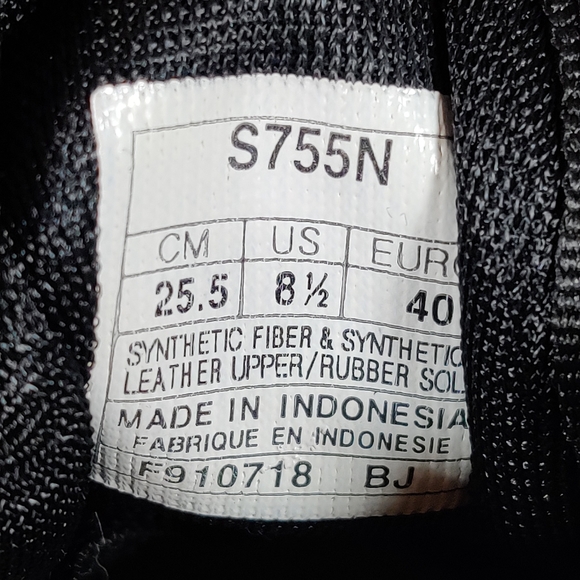 S755N
CM US EURO
25.5 8½ 40
SYNTHETIC FIBER & SYNTHETIC
LEATHER UPPER/RUBBER SOL
MADE IN INDONESIA
FABRIQUE EN INDONESIE
F910718 BJ